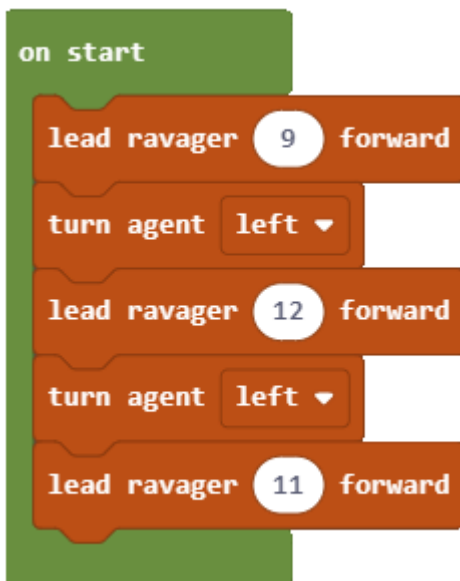 on start
lead ravager 9 forward
turn agent left
lead ravager 12 forward
turn agent left
lead ravager 11 forward